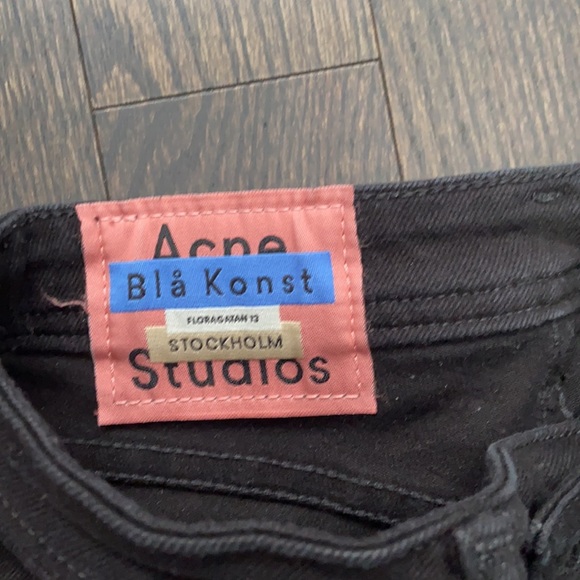 Acne
Blå Konst
FLORAGATAN 13
STOCKHOLM
Studios